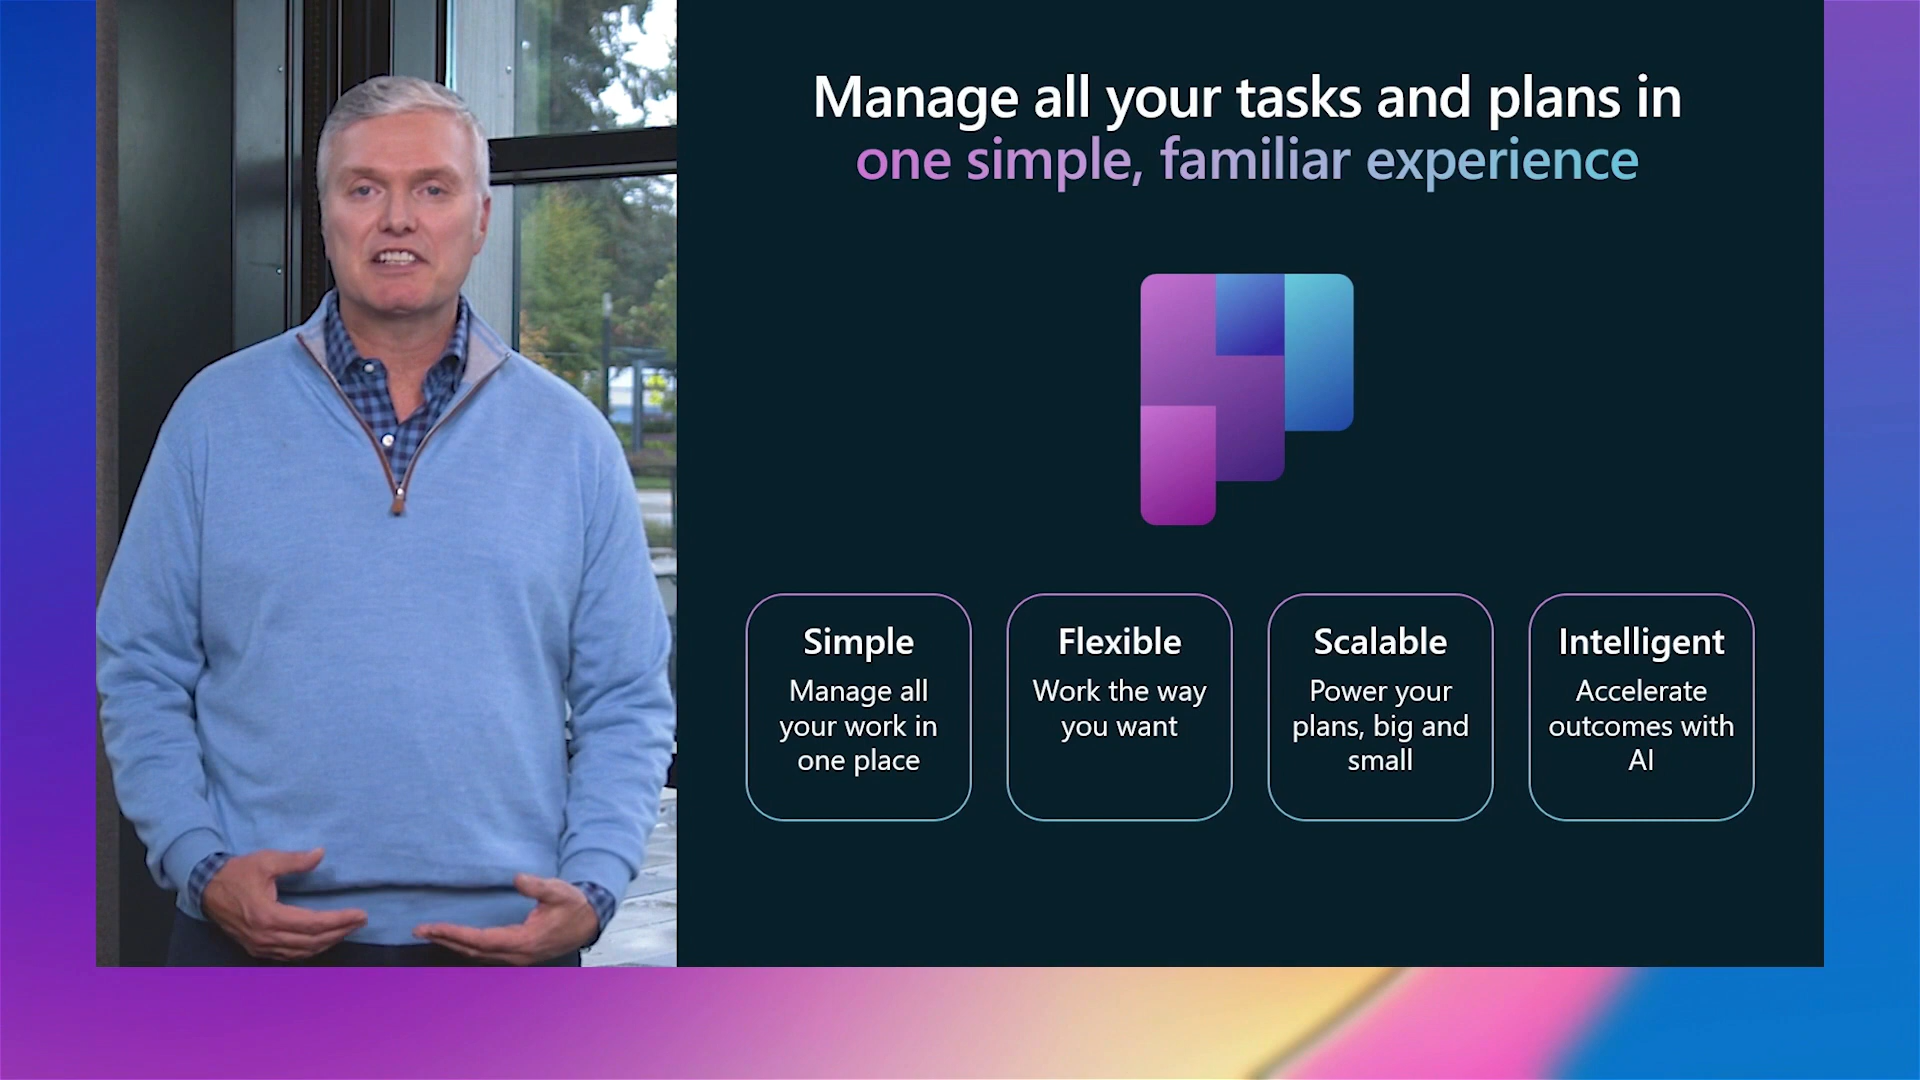 Manage all your tasks and plans in
one simple, familiar experience
Simple
Manage all
your work in
one place
Flexible
Work the way
you want
Scalable
Power your
plans, big and
small
Intelligent
Accelerate
outcomes with
AI